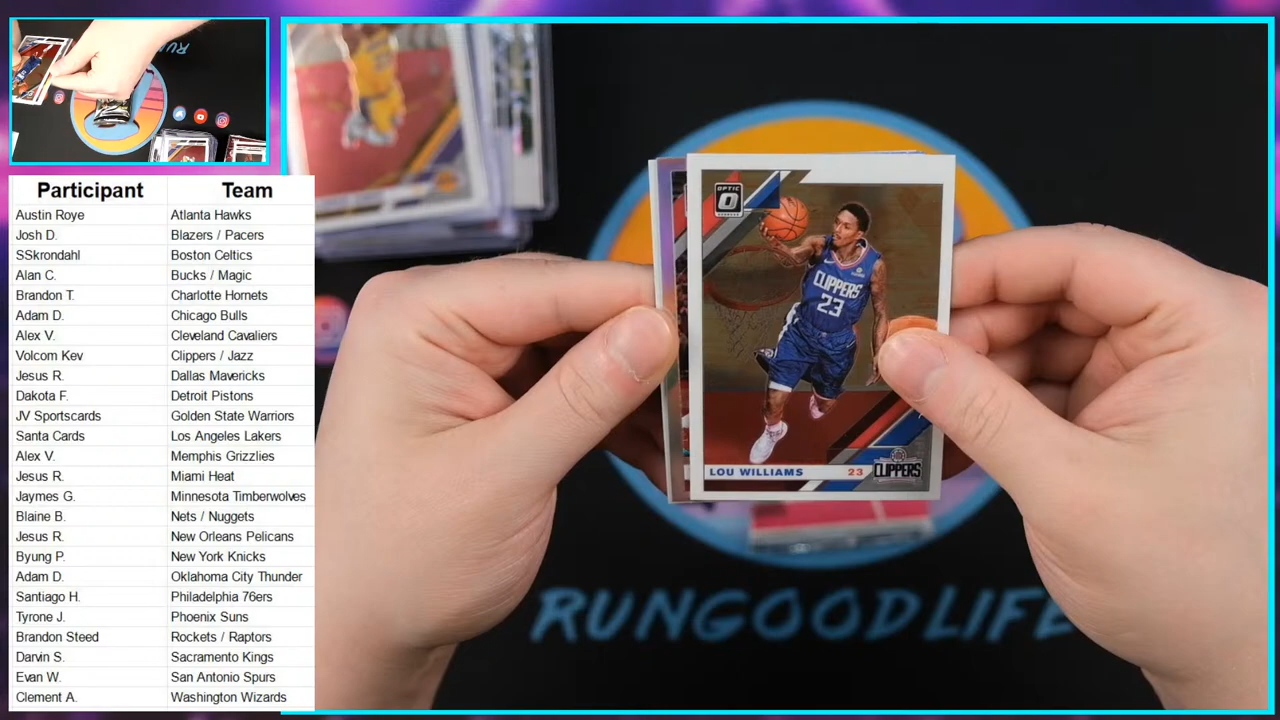 Participant Team
Austin Roye Atlanta Hawks
Josh D. Blazers / Pacers
SSkrondahl Boston Celtics
Alan C. Bucks / Magic
Brandon T. Charlotte Hornets
Adam D. Chicago Bulls
Alex V. Cleveland Cavaliers
Volcom Kev Clippers / Jazz
Jesus R. Dallas Mavericks
Dakota F. Detroit Pistons
JV Sportscards Golden State Warriors
Santa Cards Los Angeles Lakers
Alex V. Memphis Grizzlies
Jesus R. Miami Heat
Jaymes G. Minnesota Timberwolves
Blaine B. Nets / Nuggets
Jesus R. New Orleans Pelicans
Byung P. New York Knicks
Adam D. Oklahoma City Thunder
Santiago H. Philadelphia 76ers
Tyrone J. Phoenix Suns
Brandon Steed Rockets / Raptors
Darvin S. Sacramento Kings
Evan W. San Antonio Spurs
Clement A. Washington Wizards
OPTIC
CLIPPERS
23
LOU WILLIAMS 23 CLIPPERS
RUNGOODLIFE